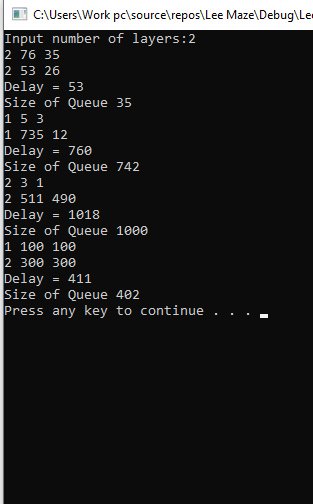 C:\Users\Work pc\source\repos\Lee Maze\Debug\Lee
Input number of layers:2
2 76 35
2 53 26
Delay = 53
Size of Queue 35
1 5 3
1 735 12
Delay = 760
Size of Queue 742
2 3 1
2 511 490
Delay = 1018
Size of Queue 1000
1 100 100
2 300 300
Delay = 411
Size of Queue 402
Press any key to continue . . .